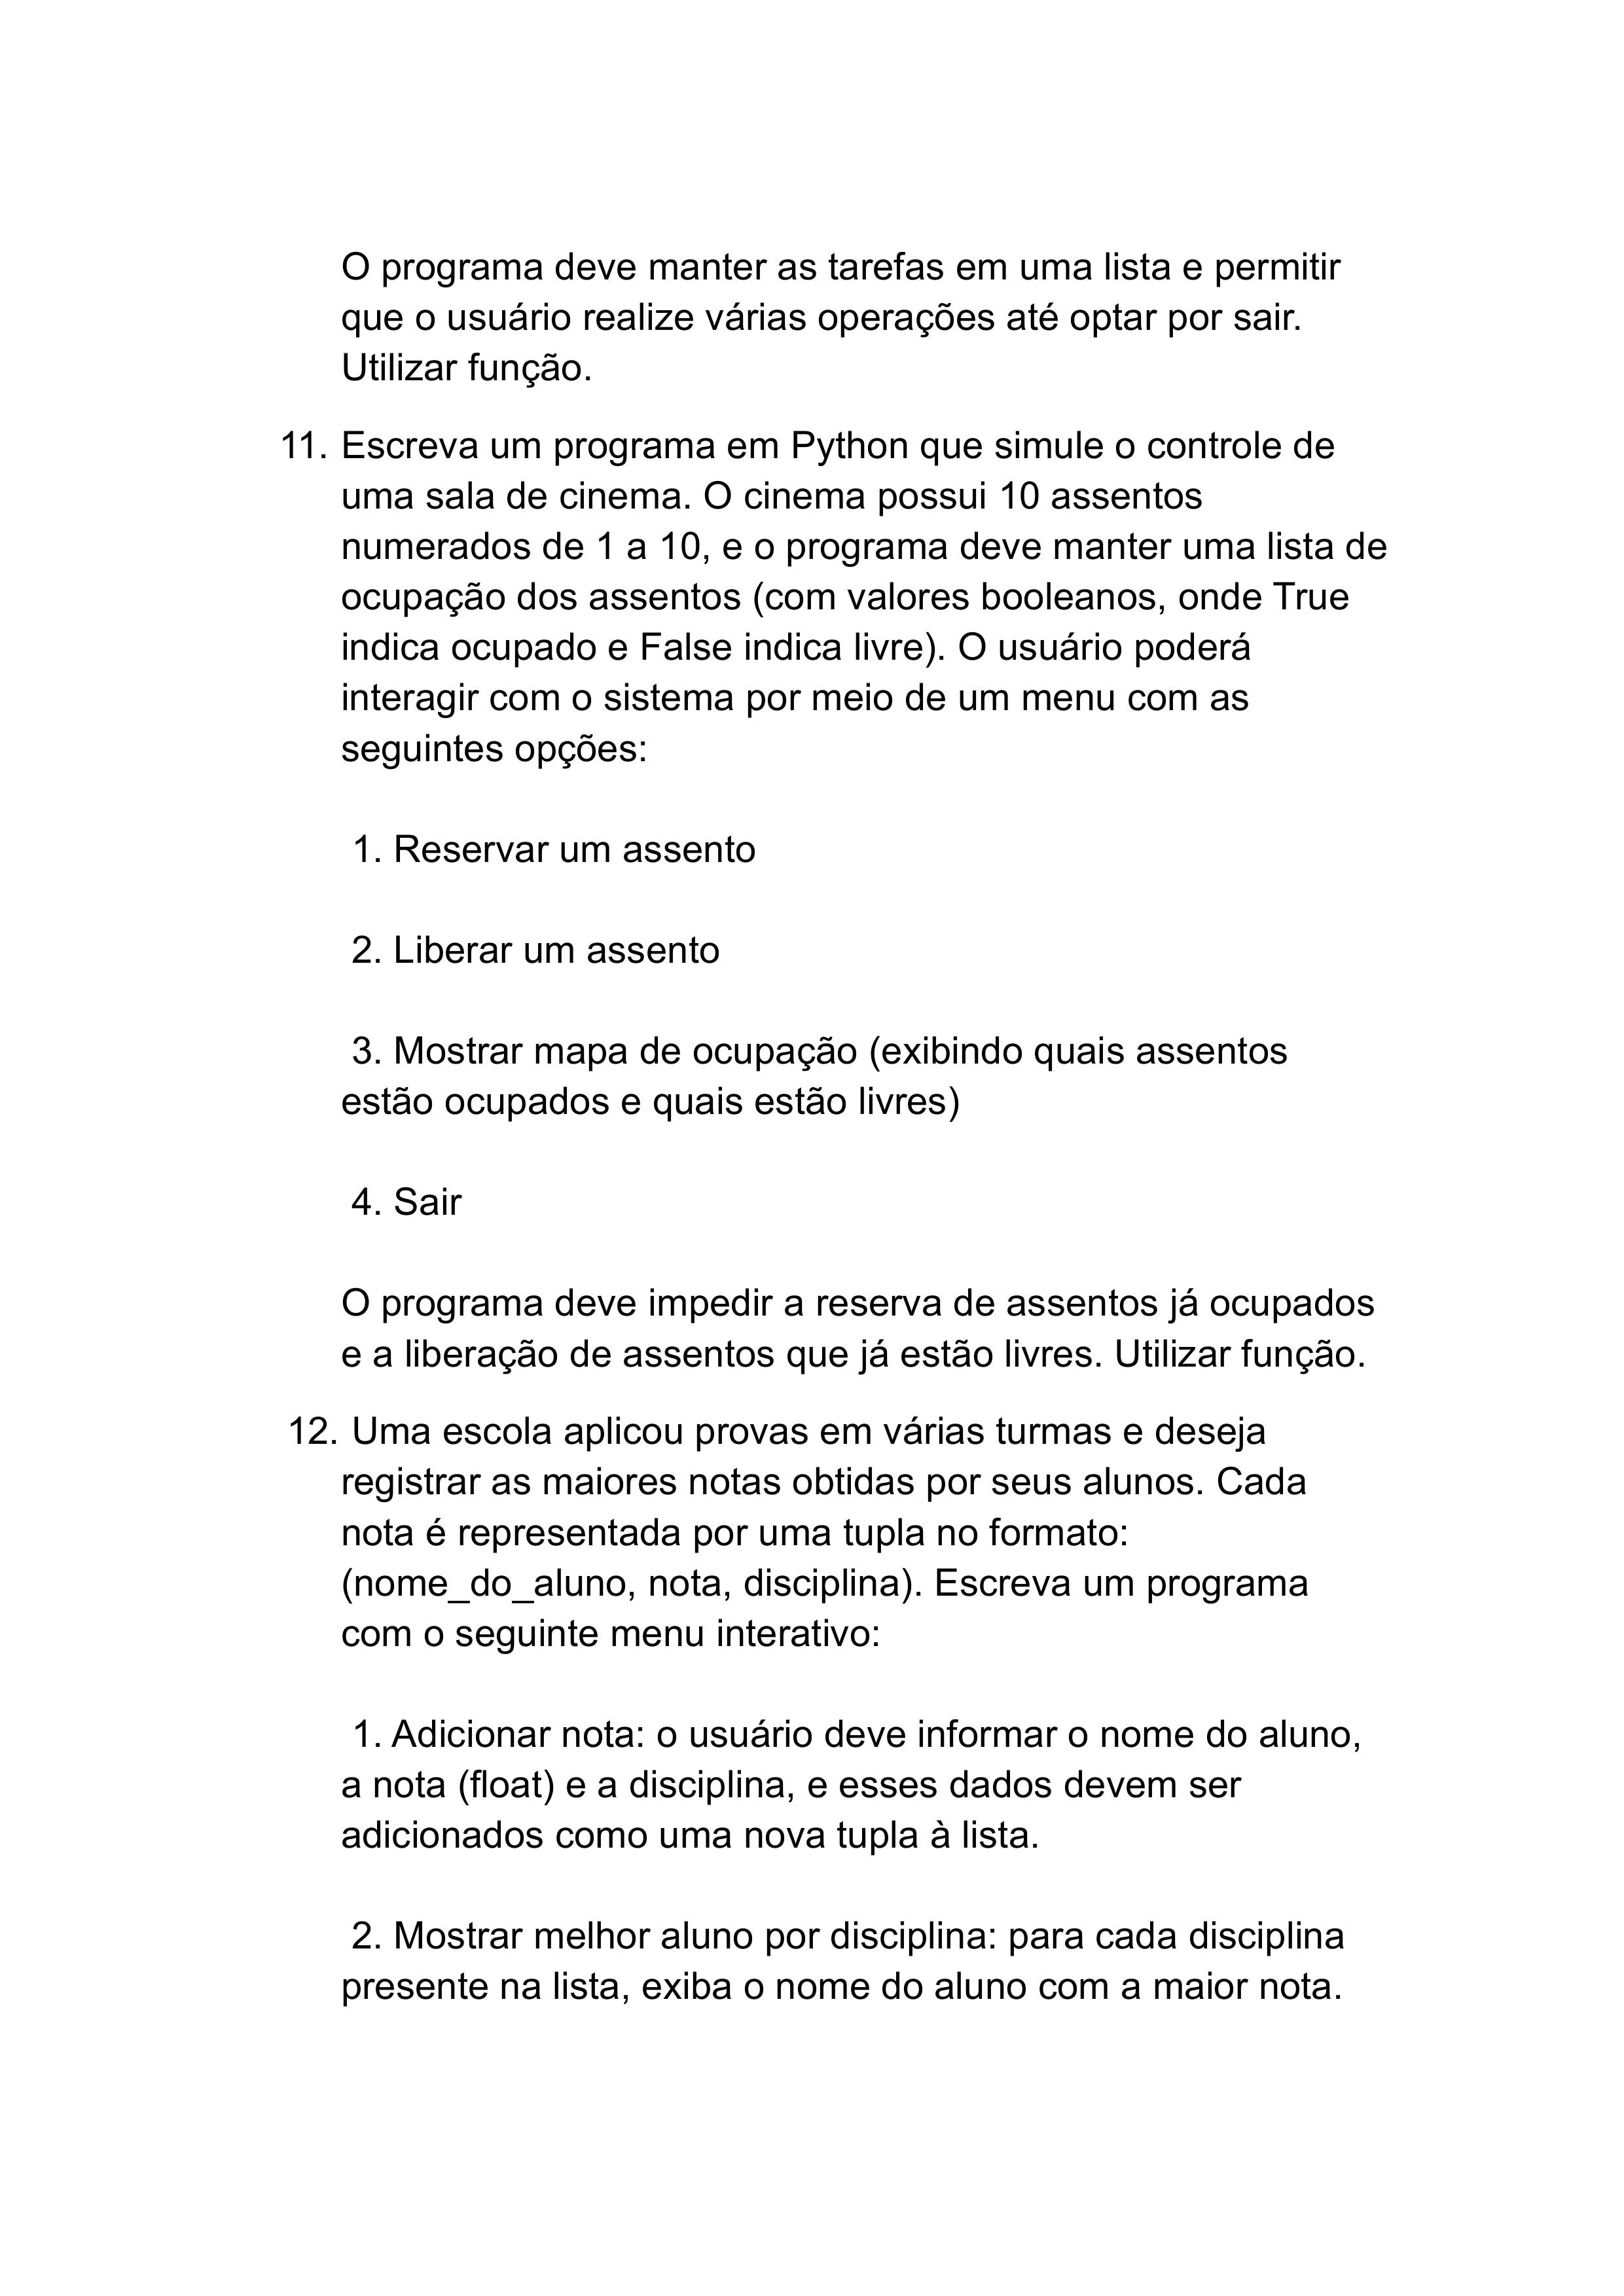 O programa deve manter as tarefas em uma lista e permitir
que o usuário realize várias operações até optar por sair.
Utilizar função.
11. Escreva um programa em Python que simule o controle de
uma sala de cinema. O cinema possui 10 assentos
numerados de 1 a 10, e o programa deve manter uma lista de
ocupação dos assentos (com valores booleanos, onde True
indica ocupado e False indica livre). O usuário poderá
interagir com o sistema por meio de um menu com as
seguintes opções:
1. Reservar um assento
2. Liberar um assento
3. Mostrar mapa de ocupação (exibindo quais assentos
estão ocupados e quais estão livres)
4. Sair
O programa deve impedir a reserva de assentos já ocupados
e a liberação de assentos que já estão livres. Utilizar função.
12. Uma escola aplicou provas em várias turmas e deseja
registrar as maiores notas obtidas por seus alunos. Cada
nota é representada por uma tupla no formato:
(nome_do_aluno, nota, disciplina). Escreva um programa
com o seguinte menu interativo:
1. Adicionar nota: o usuário deve informar o nome do aluno,
a nota (float) e a disciplina, e esses dados devem ser
adicionados como uma nova tupla à lista.
2. Mostrar melhor aluno por disciplina: para cada disciplina
presente na lista, exiba o nome do aluno com a maior nota.